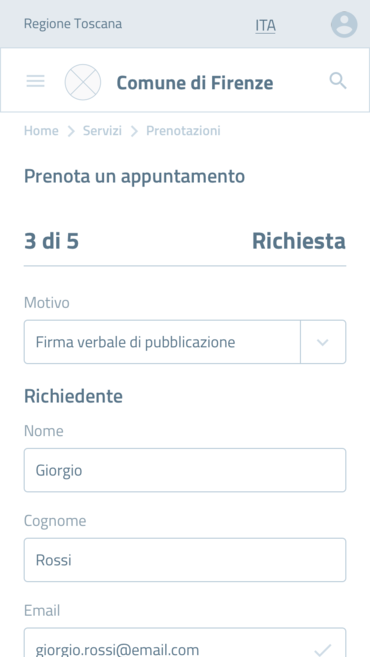 Regione Toscana
ITA
Comune di Firenze
Home > Servizi > Prenotazioni
Prenota un appuntamento
3 di 5 Richiesta
Motivo
Firma verbale di pubblicazione
Richiedente
Nome
Giorgio
Cognome
Rossi
Email
giorgio.rossi@email.com